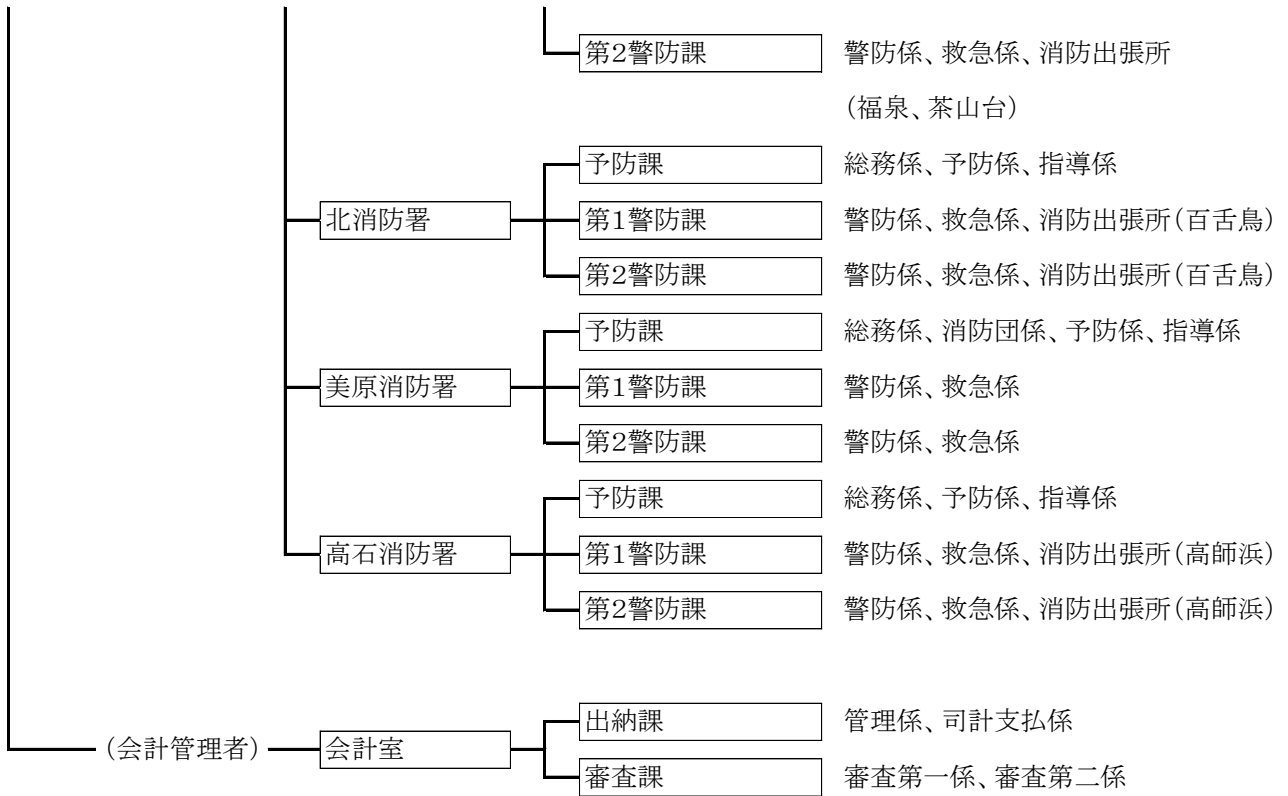 第2警防課 警防係、救急係、消防出張所
(福泉、茶山台)
予防課 総務係、予防係、指導係
北消防署 第1警防課 警防係、救急係、消防出張所(百舌鳥)
第2警防課 警防係、救急係、消防出張所(百舌鳥)
予防課 総務係、消防団係、予防係、指導係
美原消防署 第1警防課 警防係、救急係
第2警防課 警防係、救急係
予防課 総務係、予防係、指導係
高石消防署 第1警防課 警防係、救急係、消防出張所(高師浜)
第2警防課 警防係、救急係、消防出張所(高師浜)
出納課 管理係、司計支払係
(会計管理者) 会計室
審査課 審査第一係、審査第二係